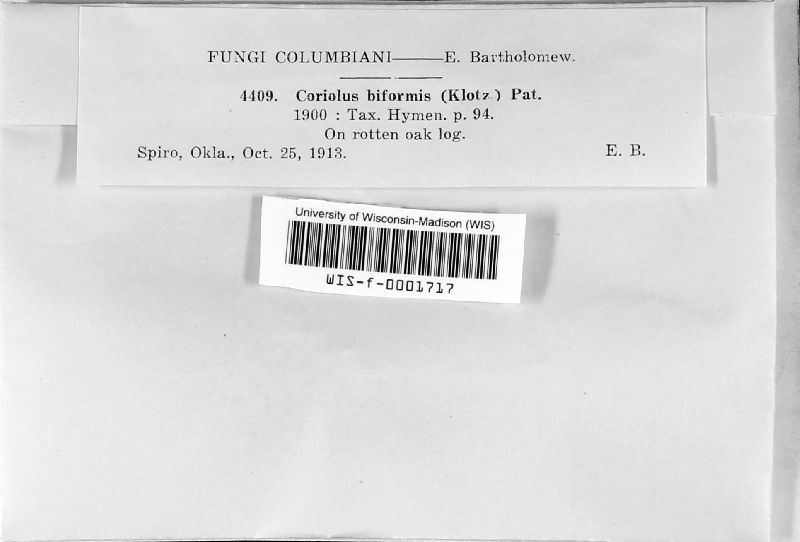 FUNGI COLUMBIANI——E. Bartholomew.
4409. Coriolus biformis (Klotz.) Pat.
1900 : Tax. Hymen. p. 94.
On rotten oak log.
Spiro, Okla., Oct. 25, 1913. E. B.
University of Wisconsin-Madison (WIS)
WIS-f-0001717